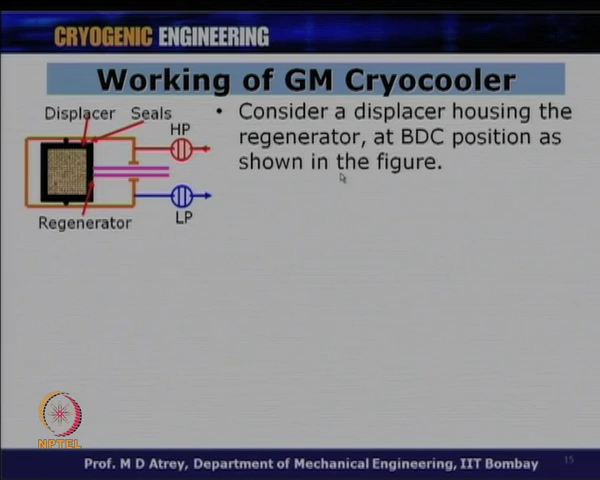 CRYOGENIC ENGINEERING
Working of GM Cryocooler
Displacer Seals
HP
LP
Regenerator
• Consider a displacer housing the
regenerator, at BDC position as
shown in the figure.
NPTEL
Prof. M D Atrey, Department of Mechanical Engineering, IIT Bombay
15